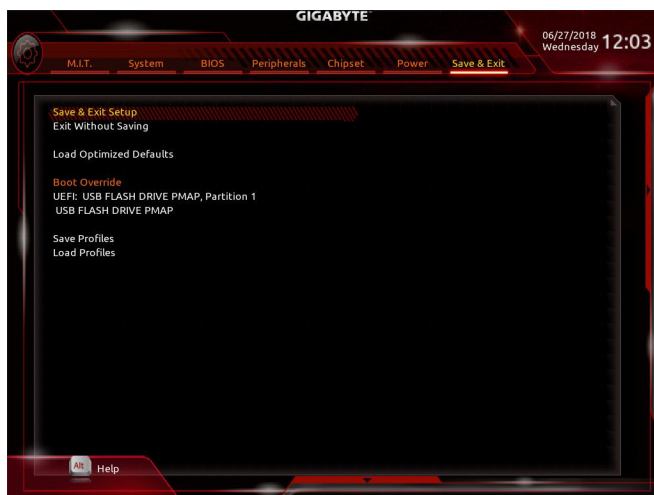 GIGABYTE™
06/27/2018
Wednesday
12:03
M.I.T. System BIOS Peripherals Chipset Power Save & Exit
Save & Exit Setup
Exit Without Saving
Load Optimized Defaults
Boot Override
UEFI: USB FLASH DRIVE PMAP, Partition 1
USB FLASH DRIVE PMAP
Save Profiles
Load Profiles
Alt Help